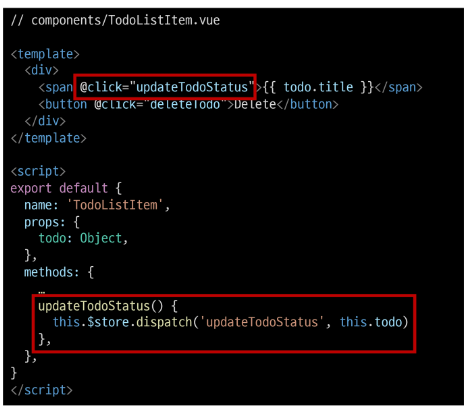 // components/TodoListItem.vue
<template>
<div>
<span @click="updateTodoStatus">{{ todo.title }}</span>
<button @click="deleteTodo">Delete</button>
</div>
</template>
<script>
export default {
name: 'TodoListItem',
props: {
todo: Object,
},
methods: {
…
updateTodoStatus() {
this.$store.dispatch('updateTodoStatus', this.todo)
},
},
}
</script>